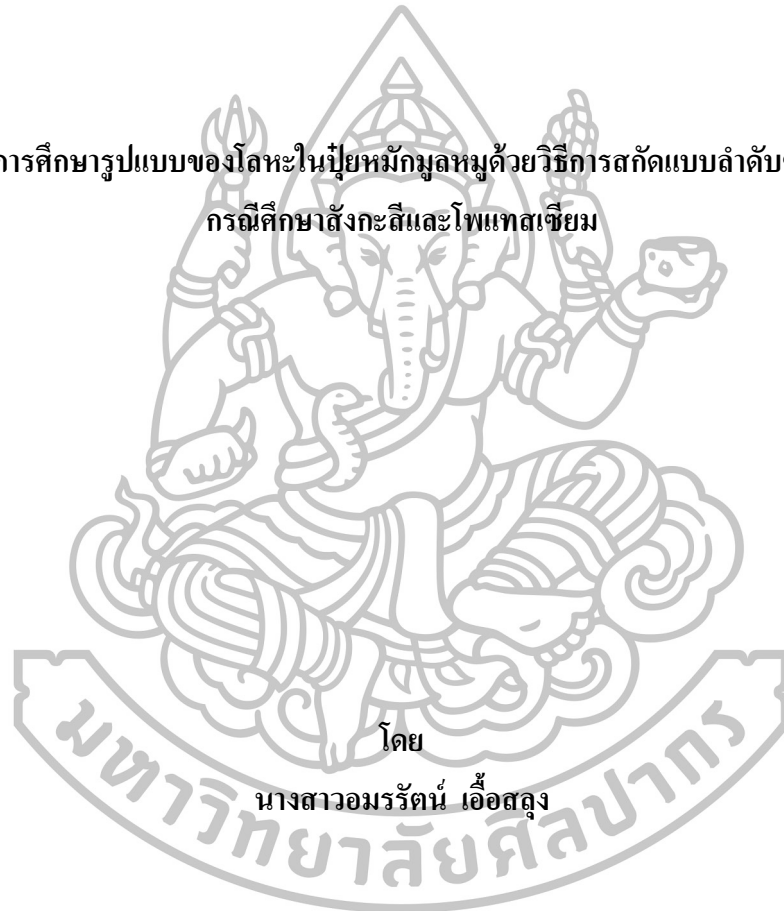 การศึกษารูปแบบของโลหะในปุ๋ยหมักมูลหมูด้วยวิธีการสกัดแบบลำดับ
กรณีศึกษาสังกะสีและโพแทสเซียม
โดย
นางสาวอมรรัตน์ เอื้อสลุง
มหาวิทยาลัยศิลปากร